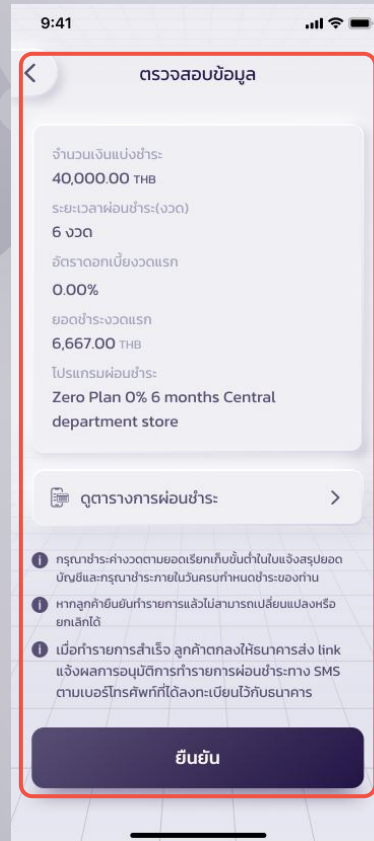 9:41
ตรวจสอบข้อมูล
จำนวนเงินแบ่งชำระ
40,000.00 THB
ระยะเวลาผ่อนชำระ(งวด)
6 งวด
อัตราดอกเบี้ยงวดแรก
0.00%
ยอดชำระงวดแรก
6,667.00 THB
โปรแกรมผ่อนชำระ
Zero Plan 0% 6 months Central
department store
ดูตารางการผ่อนชำระ
กรุณาชำระค่างวดตามยอดเรียกเก็บขั้นต่ำในใบแจ้งสรุปยอด
บัญชีและกรุณาชำระภายในวันครบกำหนดชำระของท่าน
หากลูกค้ายืนยันทำรายการแล้วไม่สามารถเปลี่ยนแปลงหรือ
ยกเลิกได้
เมื่อทำรายการสำเร็จ ลูกค้าตกลงให้ธนาคารส่ง link
แจ้งผลการอนุมัติการทำรายการผ่อนชำระทาง SMS
ตามเบอร์โทรศัพท์ที่ได้ลงทะเบียนไว้กับธนาคาร
ยืนยัน